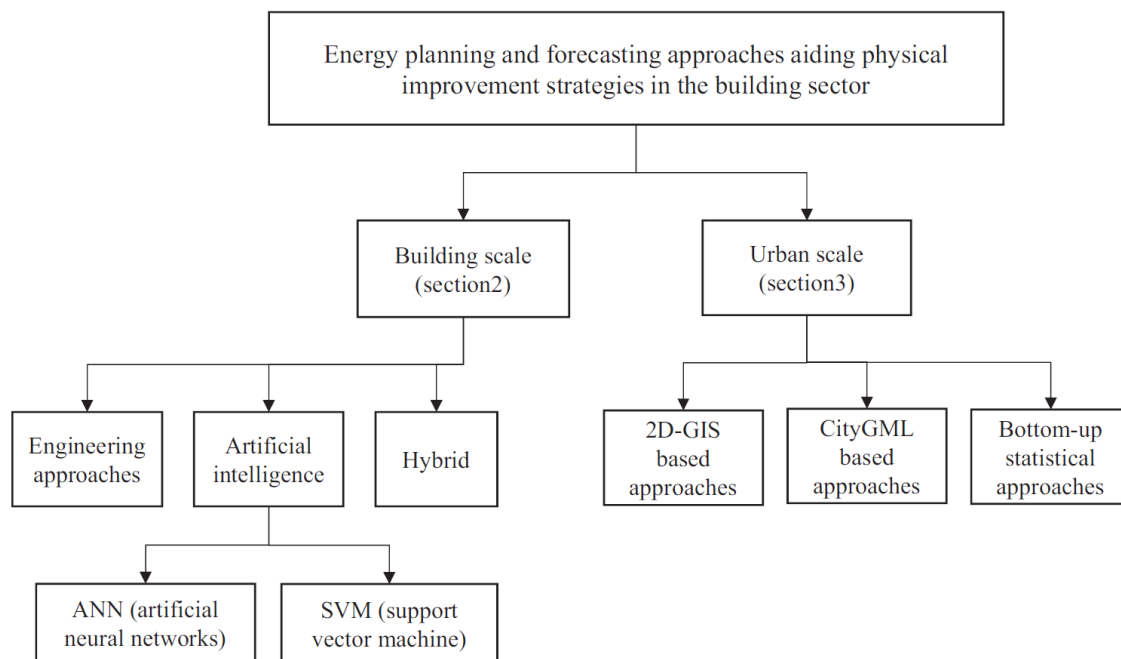 Energy planning and forecasting approaches aiding physical
improvement strategies in the building sector
Building scale
(section2)
Urban scale
(section3)
Engineering
approaches
Artificial
intelligence
Hybrid
2D-GIS
based
approaches
CityGML
based
approaches
Bottom-up
statistical
approaches
ANN (artificial
neural networks)
SVM (support
vector machine)